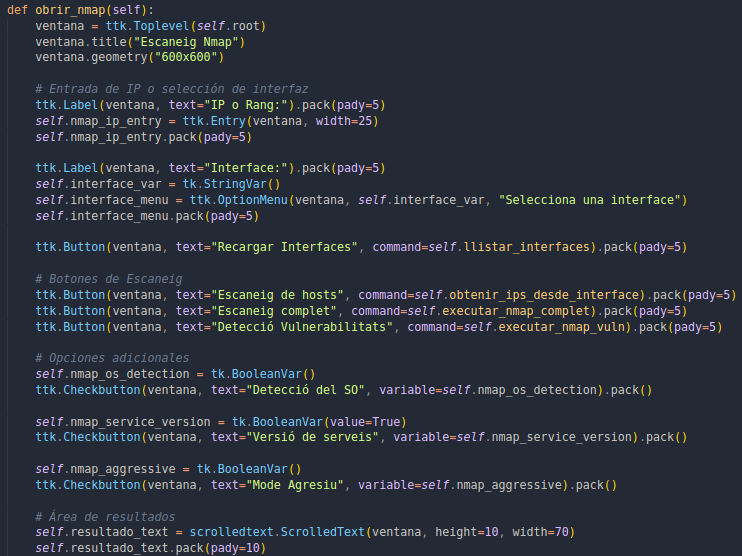 def obrir_nmap(self):
    ventana = ttk.Toplevel(self.root)
    ventana.title("Escaneig Nmap")
    ventana.geometry("600x600")

    # Entrada de IP o selección de interfaz
    ttk.Label(ventana, text="IP o Rang:").pack(pady=5)
    self.nmap_ip_entry = ttk.Entry(ventana, width=25)
    self.nmap_ip_entry.pack(pady=5)

    ttk.Label(ventana, text="Interface:").pack(pady=5)
    self.interface_var = tk.StringVar()
    self.interface_menu = ttk.OptionMenu(ventana, self.interface_var, "Selecciona una interface")
    self.interface_menu.pack(pady=5)

    ttk.Button(ventana, text="Recargar Interfaces", command=self.llistar_interfaces).pack(pady=5)

    # Botones de Escaneig
    ttk.Button(ventana, text="Escaneig de hosts", command=self.obtenir_ips_desde_interface).pack(pady=5)
    ttk.Button(ventana, text="Escaneig complet", command=self.executar_nmap_complet).pack(pady=5)
    ttk.Button(ventana, text="Detecció Vulnerabilitats", command=self.executar_nmap_vuln).pack(pady=5)

    # Opciones adicionales
    self.nmap_os_detection = tk.BooleanVar()
    ttk.Checkbutton(ventana, text="Detecció del SO", variable=self.nmap_os_detection).pack()

    self.nmap_service_version = tk.BooleanVar(value=True)
    ttk.Checkbutton(ventana, text="Versió de serveis", variable=self.nmap_service_version).pack()

    self.nmap_aggressive = tk.BooleanVar()
    ttk.Checkbutton(ventana, text="Mode Agresiu", variable=self.nmap_aggressive).pack()

    # Área de resultados
    self.resultado_text = scrolledtext.ScrolledText(ventana, height=10, width=70)
    self.resultado_text.pack(pady=10)